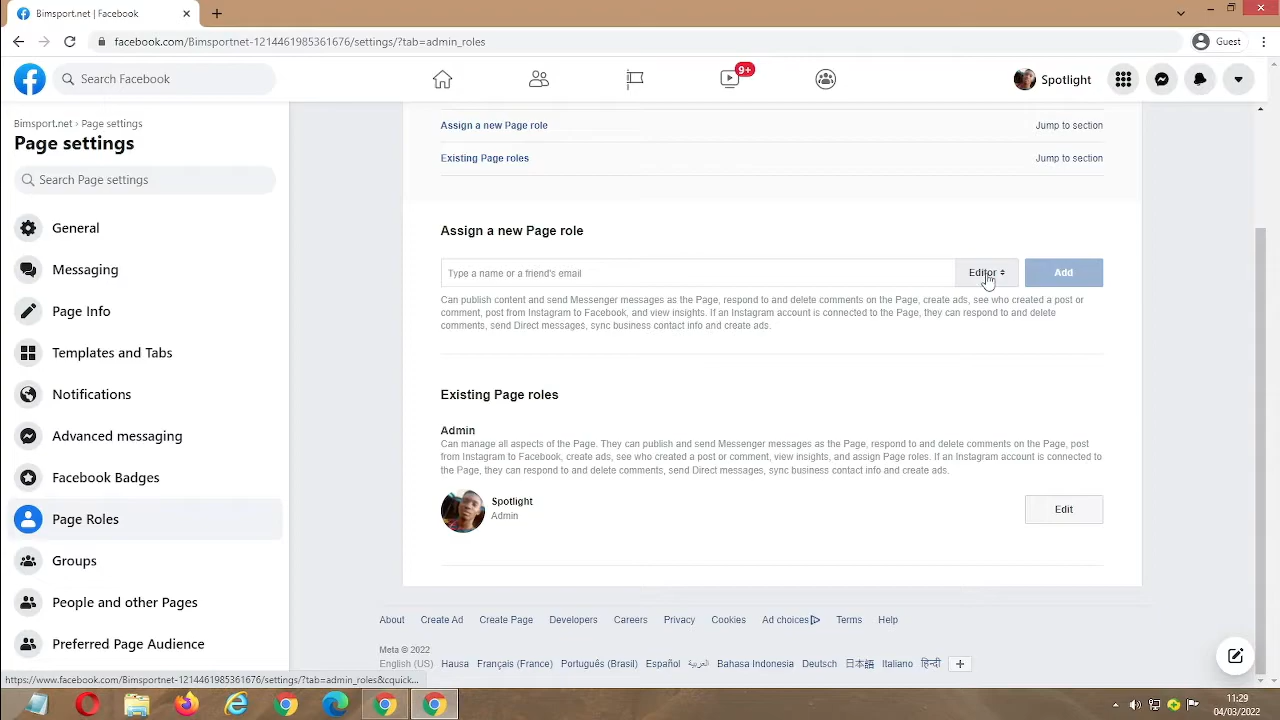 Page Roles | Facebook
facebook.com/Bimsportnet-1214461985361676/settings/?tab=admin_roles
Guest
Search Facebook
9+
Spotlight
Bimsport.net › Page settings
Page settings
Search Page settings
General
Messaging
Page Info
Templates and Tabs
Notifications
Advanced messaging
Facebook Badges
Page Roles
Groups
People and other Pages
Preferred Page Audience
Assign a new Page role
Jump to section
Existing Page roles
Jump to section
Assign a new Page role
Type a name or a friend's email
Editor
Add
Can publish content and send Messenger messages as the Page, respond to and delete comments on the Page, create ads, see who created a post or
comment, post from Instagram to Facebook, and view insights. If an Instagram account is connected to the Page, they can respond to and delete
comments, send Direct messages, sync business contact info and create ads.
Existing Page roles
Admin
Can manage all aspects of the Page. They can publish and send Messenger messages as the Page, respond to and delete comments on the Page, post
from Instagram to Facebook, create ads, see who created a post or comment, view insights, and assign Page roles. If an Instagram account is connected to
the Page, they can respond to and delete comments, send Direct messages, sync business contact info and create ads.
Spotlight
Admin
Edit
About Create Ad Create Page Developers Careers Privacy Cookies Ad choices Terms Help
Meta © 2022
English (US) Hausa Français (France) Português (Brasil) Español العربية Bahasa Indonesia Deutsch 日本語 Italiano हिन्दी
https://www.facebook.com/Bimsportnet-1214461985361676/settings/?tab=admin_roles&cquick...
11:29
04/03/2022